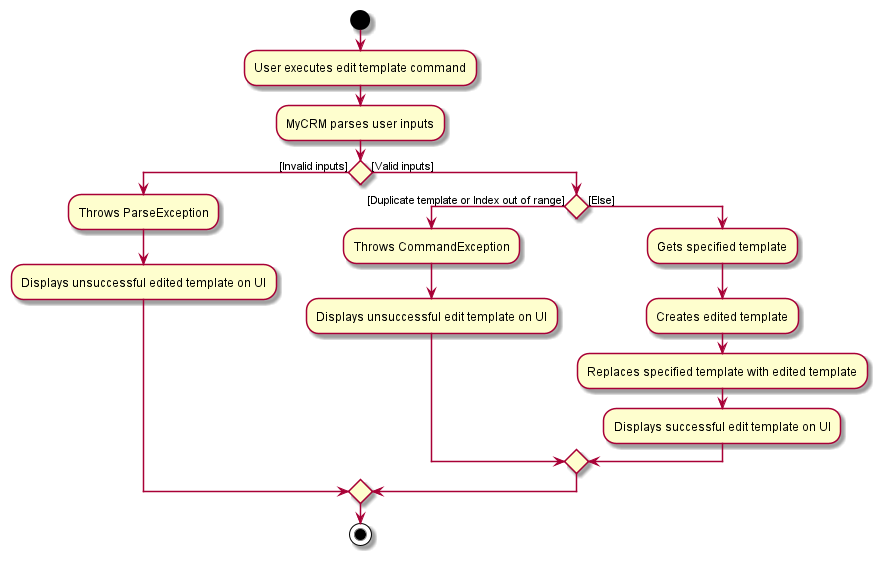 User executes edit template command
MyCRM parses user inputs
[Invalid inputs]
[Valid inputs]
Throws ParseException
Displays unsuccessful edited template on UI
[Duplicate template or Index out of range]
[Else]
Throws CommandException
Displays unsuccessful edit template on UI
Gets specified template
Creates edited template
Replaces specified template with edited template
Displays successful edit template on UI